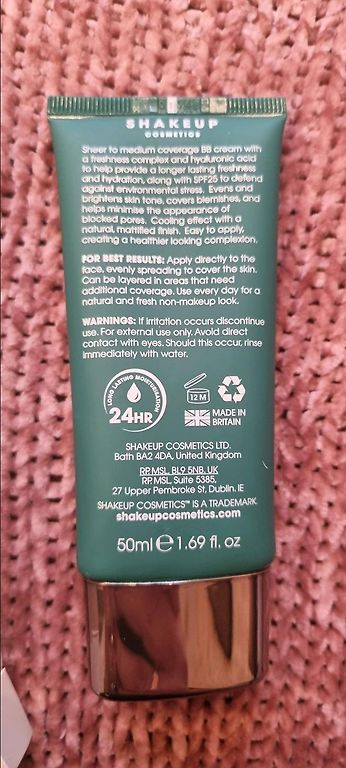 SHAKEUP
COSMETICS
Sheer to medium coverage BB cream with
a freshness complex and hyaluronic acid
to help provide a longer lasting freshness
and hydration, along with SPF25 to defend
against environmental stress. Evens and
brightens skin tone, covers blemishes, and
helps minimise the appearance of
blocked pores. Cooling effect with a
natural, mattified finish. Easy to apply,
creating a healthier looking complexion.
FOR BEST RESULTS: Apply directly to the
face, evenly spreading to cover the skin.
Can be layered in areas that need
additional coverage. Use every day for a
natural and fresh non-makeup look.
WARNINGS: If irritation occurs discontinue
use. For external use only. Avoid direct
contact with eyes. Should this occur, rinse
immediately with water.
LONG LASTING MOISTURISATION
24HR
12 M
MADE IN
BRITAIN
SHAKEUP COSMETICS LTD.
Bath BA2 4DA, United Kingdom
RP, MSL, BL9 5NB, UK
RP, MSL, Suite 5385,
27 Upper Pembroke St, Dublin, IE
SHAKEUP COSMETICS™ IS A TRADEMARK
shakeupcosmetics.com
50ml e 1.69 fl. oz